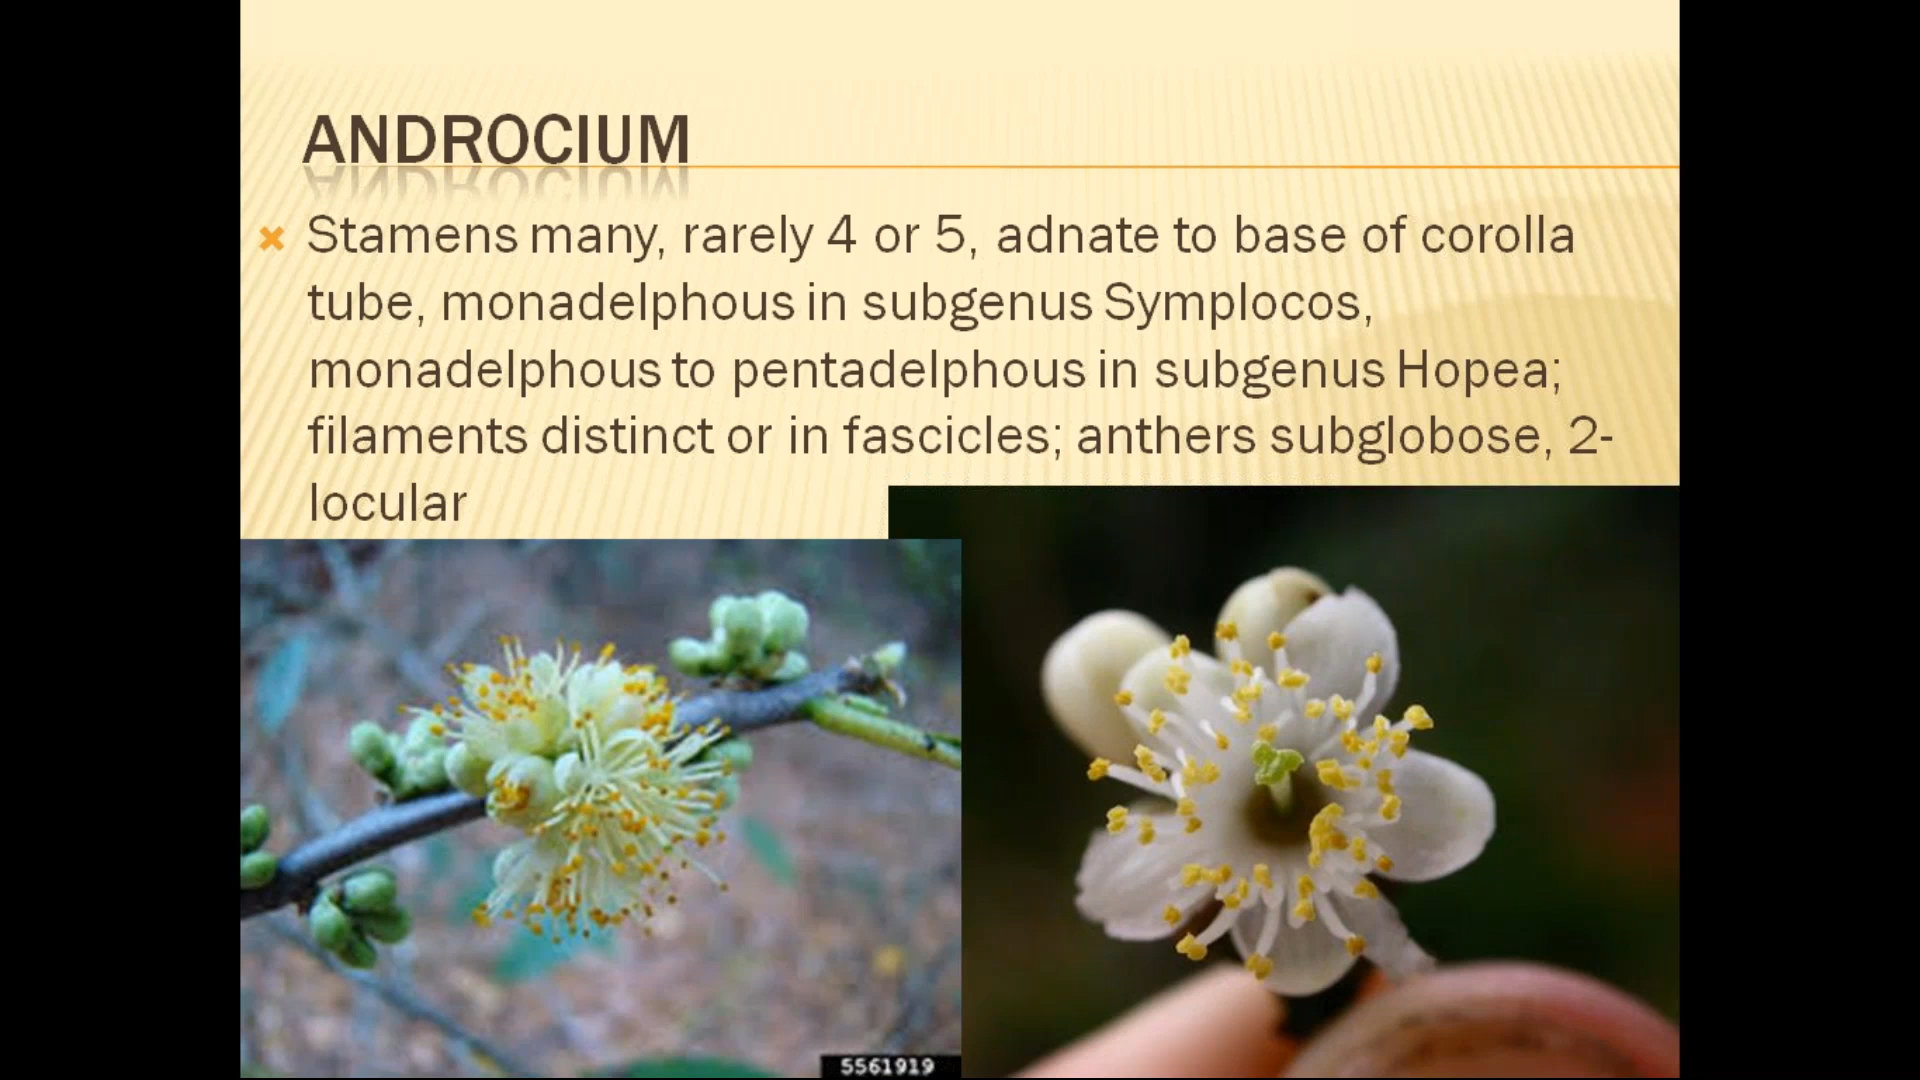 ANDROCIUM
Stamens many, rarely 4 or 5, adnate to base of corolla
tube, monadelphous in subgenus Symplocos,
monadelphous to pentadelphous in subgenus Hopea;
filaments distinct or in fascicles; anthers subglobose, 2-
locular
5561919